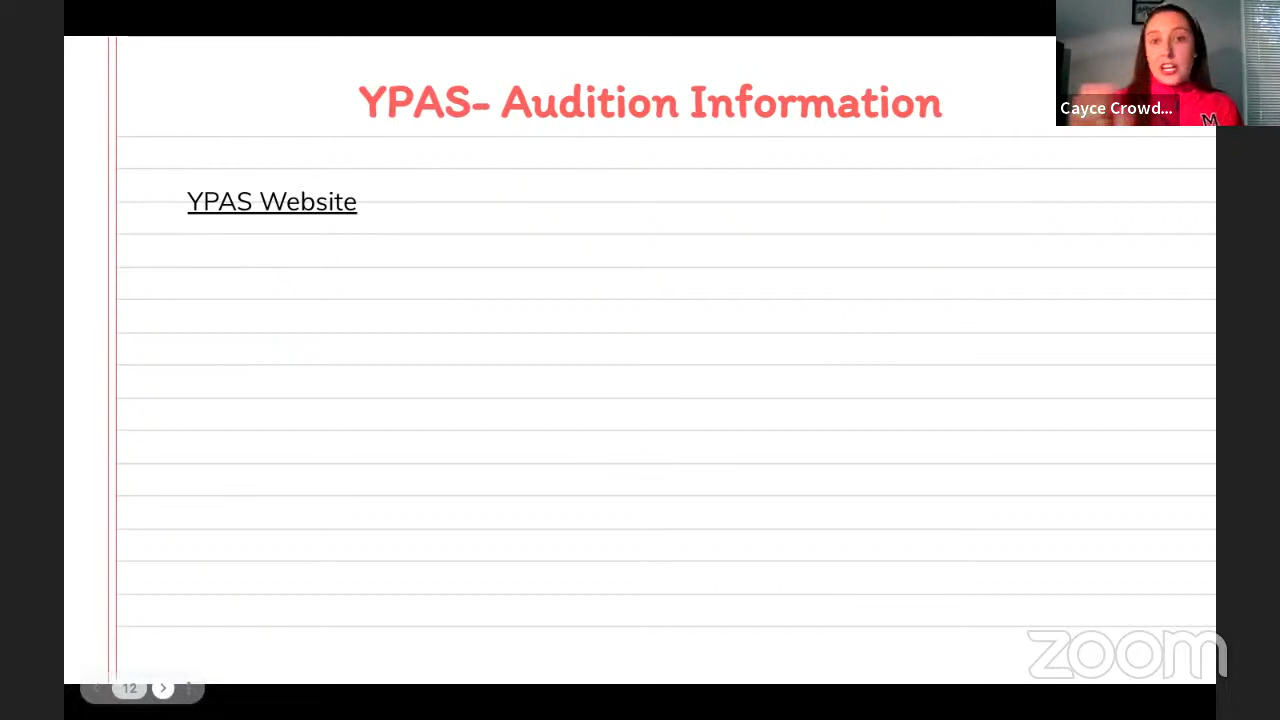 YPAS- Audition Information
Cayce Crowd...
M
YPAS Website
zoom
12